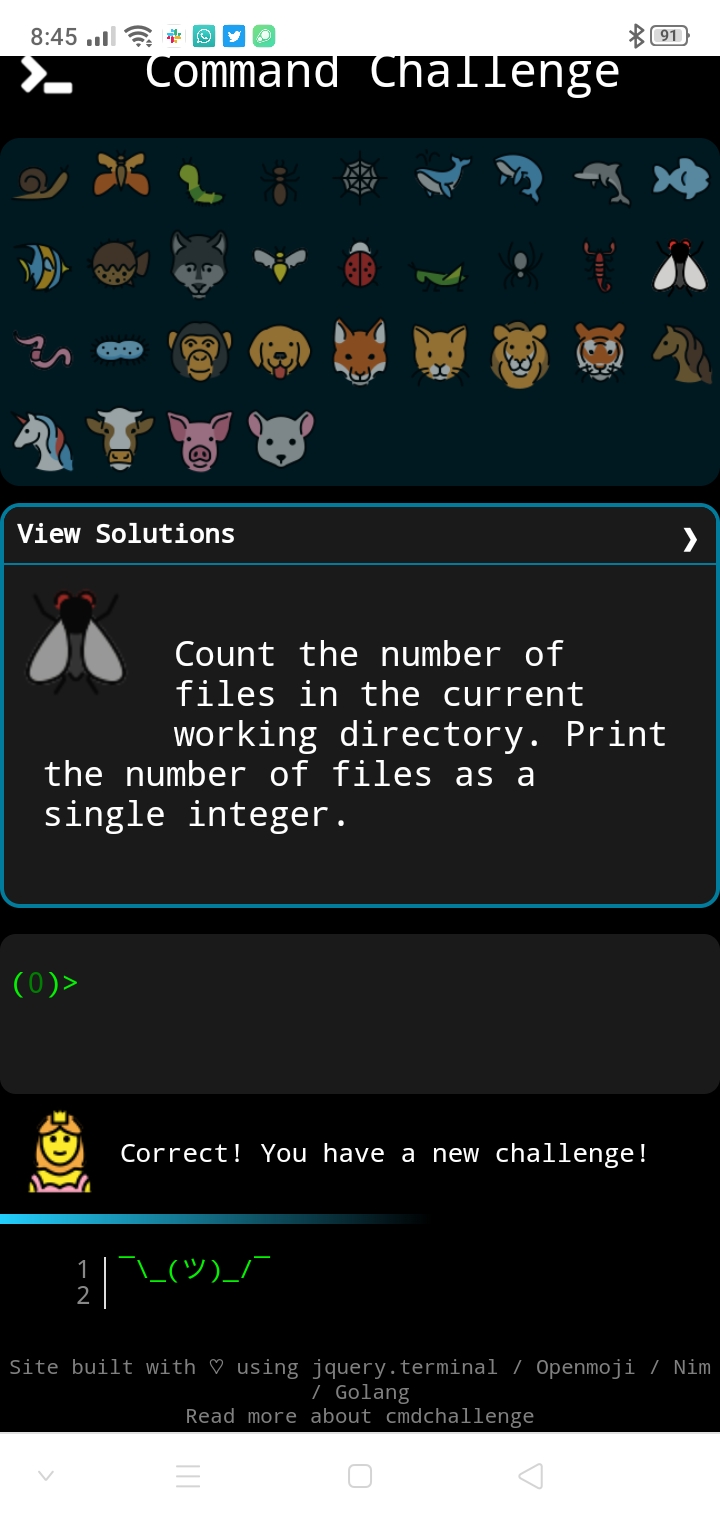 8:45
91
Command Challenge
View Solutions
Count the number of
files in the current
working directory. Print
the number of files as a
single integer.
(0)>
Correct! You have a new challenge!
1 ¯\_(ツ)_/¯
2
Site built with ♡ using jquery.terminal / Openmoji / Nim
/ Golang
Read more about cmdchallenge